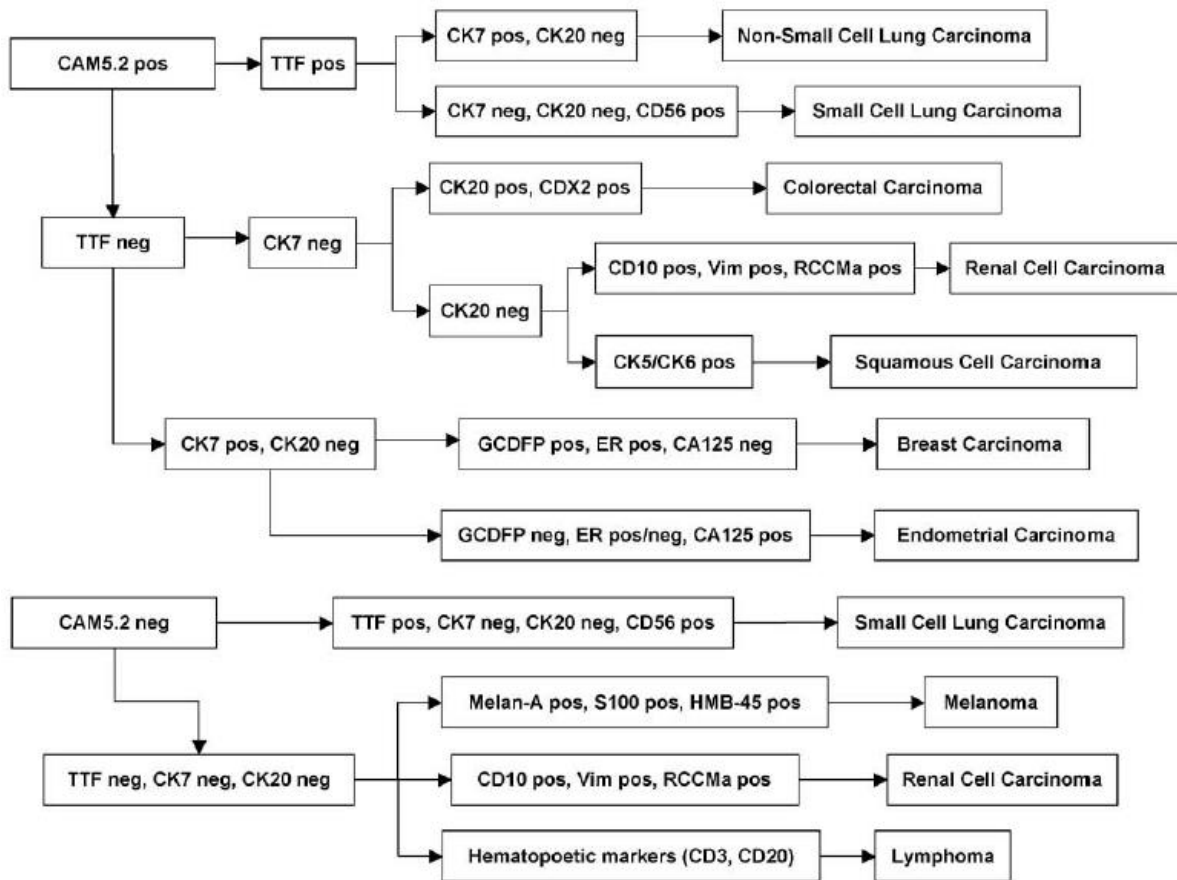 CK7 pos, CK20 neg
Non-Small Cell Lung Carcinoma
CAM5.2 pos
TTF pos
CK7 neg, CK20 neg, CD56 pos
Small Cell Lung Carcinoma
CK20 pos, CDX2 pos
Colorectal Carcinoma
TTF neg
CK7 neg
CD10 pos, Vim pos, RCCMa pos
Renal Cell Carcinoma
CK20 neg
CK5/CK6 pos
Squamous Cell Carcinoma
CK7 pos, CK20 neg
GCDFP pos, ER pos, CA125 neg
Breast Carcinoma
GCDFP neg, ER pos/neg, CA125 pos
Endometrial Carcinoma
CAM5.2 neg
TTF pos, CK7 neg, CK20 neg, CD56 pos
Small Cell Lung Carcinoma
Melan-A pos, S100 pos, HMB-45 pos
Melanoma
TTF neg, CK7 neg, CK20 neg
CD10 pos, Vim pos, RCCMa pos
Renal Cell Carcinoma
Hematopoetic markers (CD3, CD20)
Lymphoma